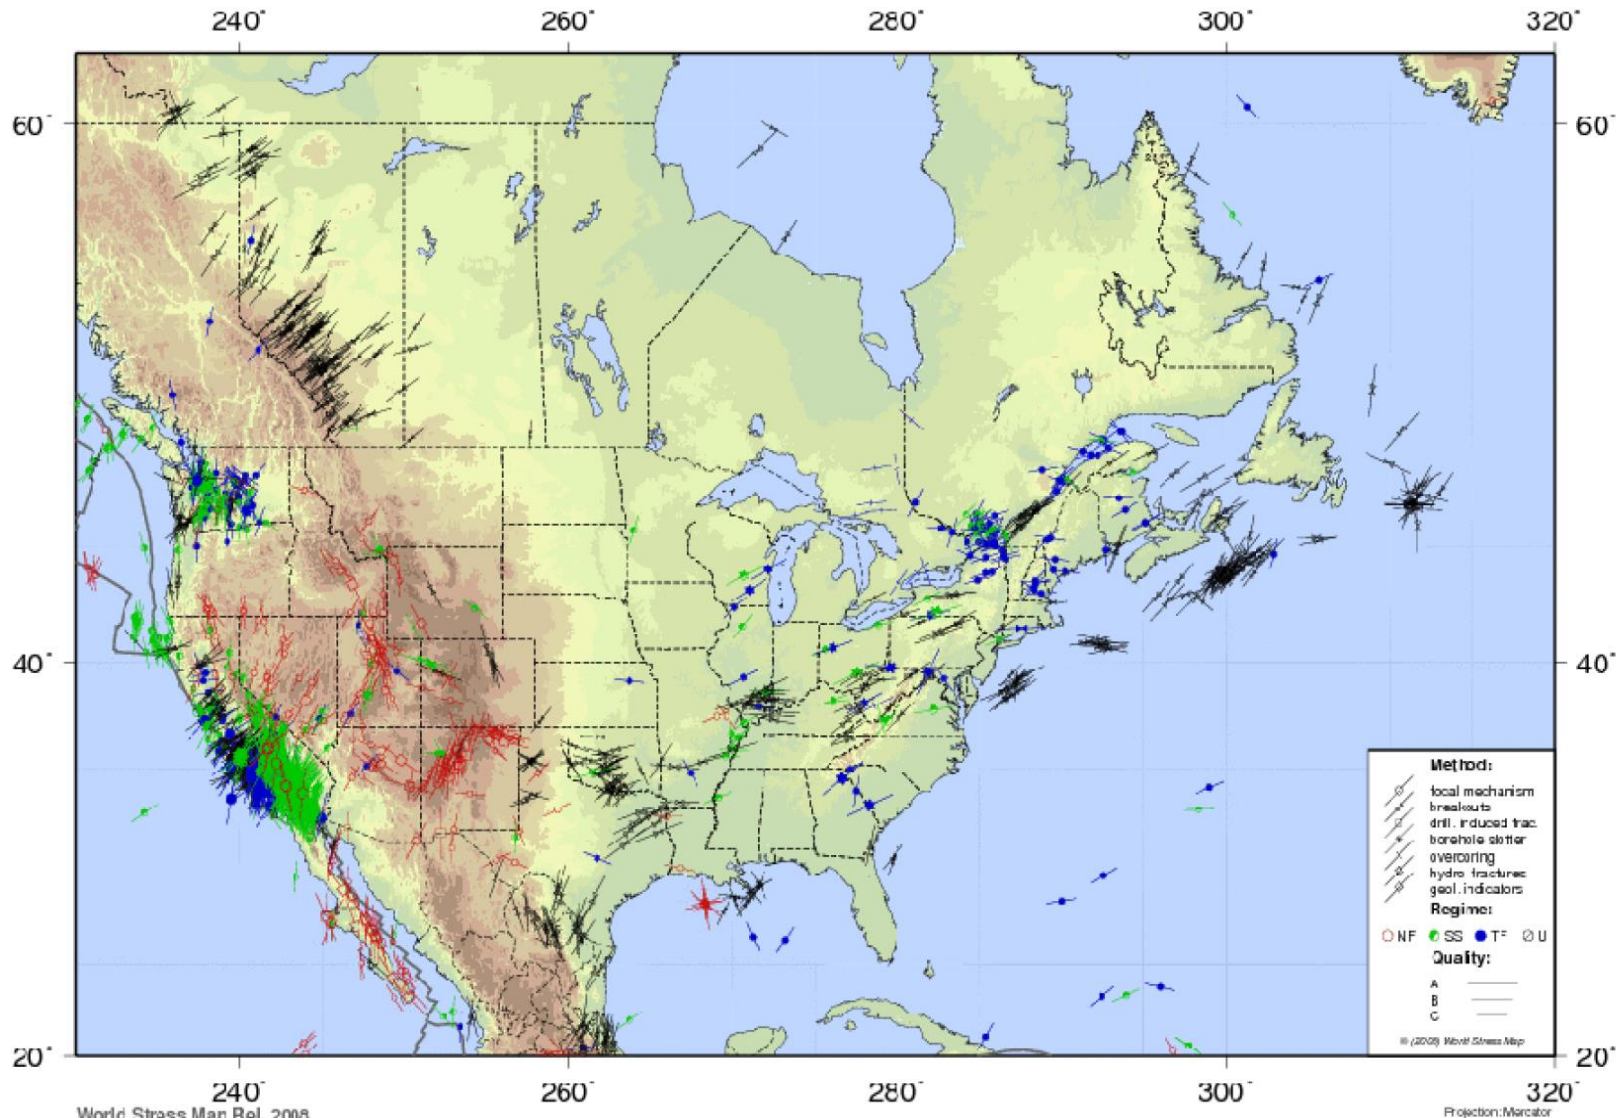 240° 260° 280° 300° 320°
60° 60°
40° 40°
Method:
focal mechanism
breakouts
drill. induced frac.
borehole slotter
overcoring
hydro. fractures
geol. indicators
Regime:
NF SS TF U
Quality:
A
B
C
© (2008) World Stress Map
20° 20°
240° 260° 280° 300° 320°
World Stress Map Rel. 2008
Projection: Mercator